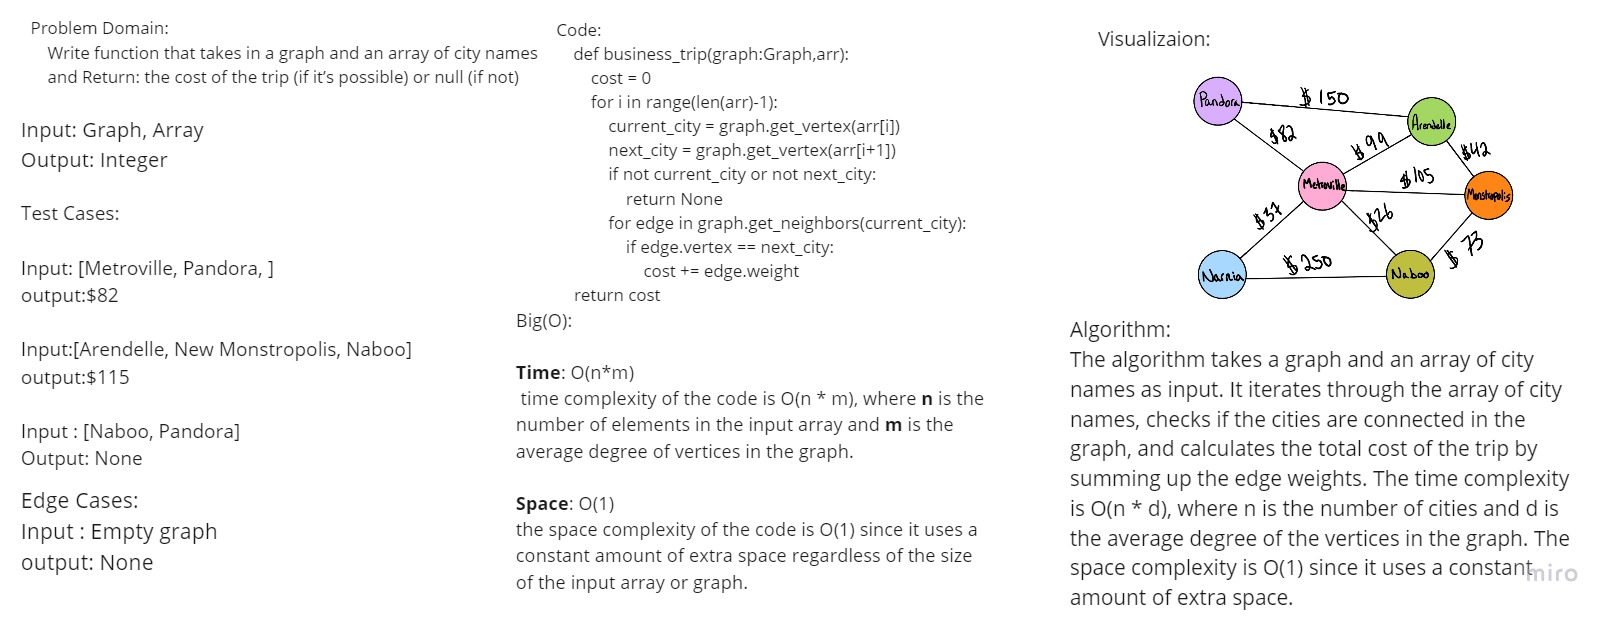 Problem Domain:
Write function that takes in a graph and an array of city names
and Return: the cost of the trip (if it's possible) or null (if not)
Input: Graph, Array
Output: Integer
Test Cases:
Input: [Metroville, Pandora, ]
output:$82
Input:[Arendelle, New Monstropolis, Naboo]
output:$115
Input : [Naboo, Pandora]
Output: None
Edge Cases:
Input : Empty graph
output: None
Code:
def business_trip(graph:Graph,arr):
cost = 0
for i in range(len(arr)-1):
current_city = graph.get_vertex(arr[i])
next_city = graph.get_vertex(arr[i+1])
if not current_city or not next_city:
return None
for edge in graph.get_neighbors(current_city):
if edge.vertex == next_city:
cost += edge.weight
return cost
Big(O):
Time: O(n*m)
time complexity of the code is O(n * m), where n is the
number of elements in the input array and m is the
average degree of vertices in the graph.
Space: O(1)
the space complexity of the code is O(1) since it uses a
constant amount of extra space regardless of the size
of the input array or graph.
Visualizaion:
Pandora
$150
Arendelle
$82
$99
$42
Metroville
$105
Monstropolis
$37
$26
$73
Narnia
$250
Naboo
Algorithm:
The algorithm takes a graph and an array of city
names as input. It iterates through the array of city
names, checks if the cities are connected in the
graph, and calculates the total cost of the trip by
summing up the edge weights. The time complexity
is O(n * d), where n is the number of cities and d is
the average degree of the vertices in the graph. The
space complexity is O(1) since it uses a constant
amount of extra space.
miro